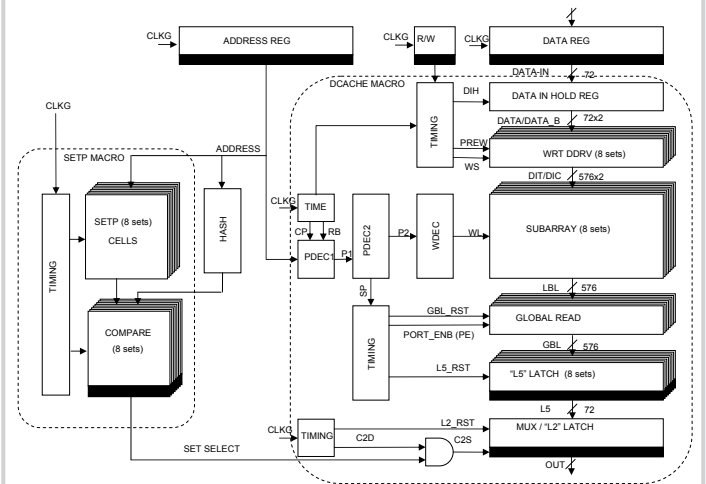 CLKG
ADDRESS REG
CLKG
R/W
CLKG
DATA REG
DATA-IN
72
DCACHE MACRO
CLKG
TIMING
DIH
DATA IN HOLD REG
DATA/DATA_B
72x2
ADDRESS
PREW
WRT DDRV (8 sets)
SETP MACRO
WS
DIT/DIC
576x2
TIMING
SETP (8 sets)
CELLS
HASH
CLKG
TIME
CP
RB
PDEC1
P1
PDEC2
P2
WDEC
WL
SUBARRAY (8 sets)
SP
LBL
576
COMPARE
(8 sets)
TIMING
GBL_RST
GLOBAL READ
PORT_ENB (PE)
GBL
576
L5_RST
"L5" LATCH (8 sets)
L5
72
CLKG
TIMING
L2_RST
MUX / "L2" LATCH
C2D
C2S
SET SELECT
OUT